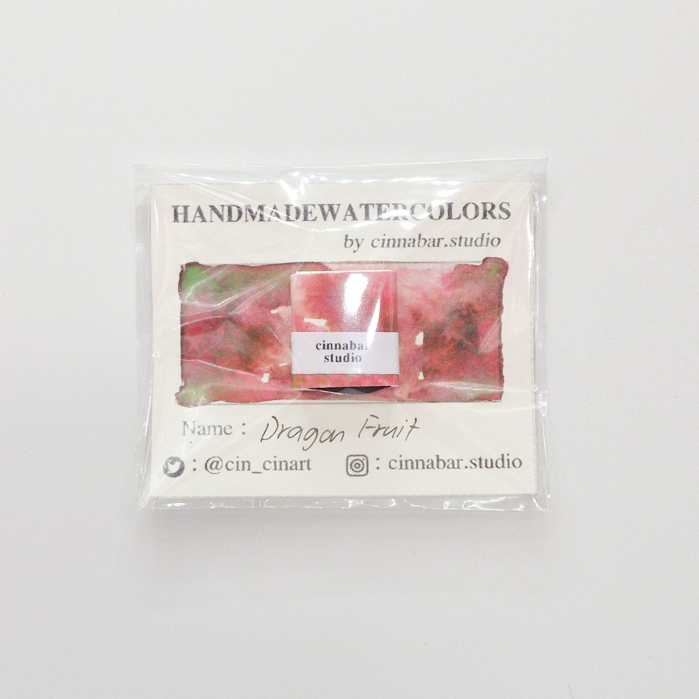 HANDMADEWATERCOLORS
by cinnabar.studio
cinnabar
studio
Name : Dragon Fruit
: @cin_cinart : cinnabar.studio